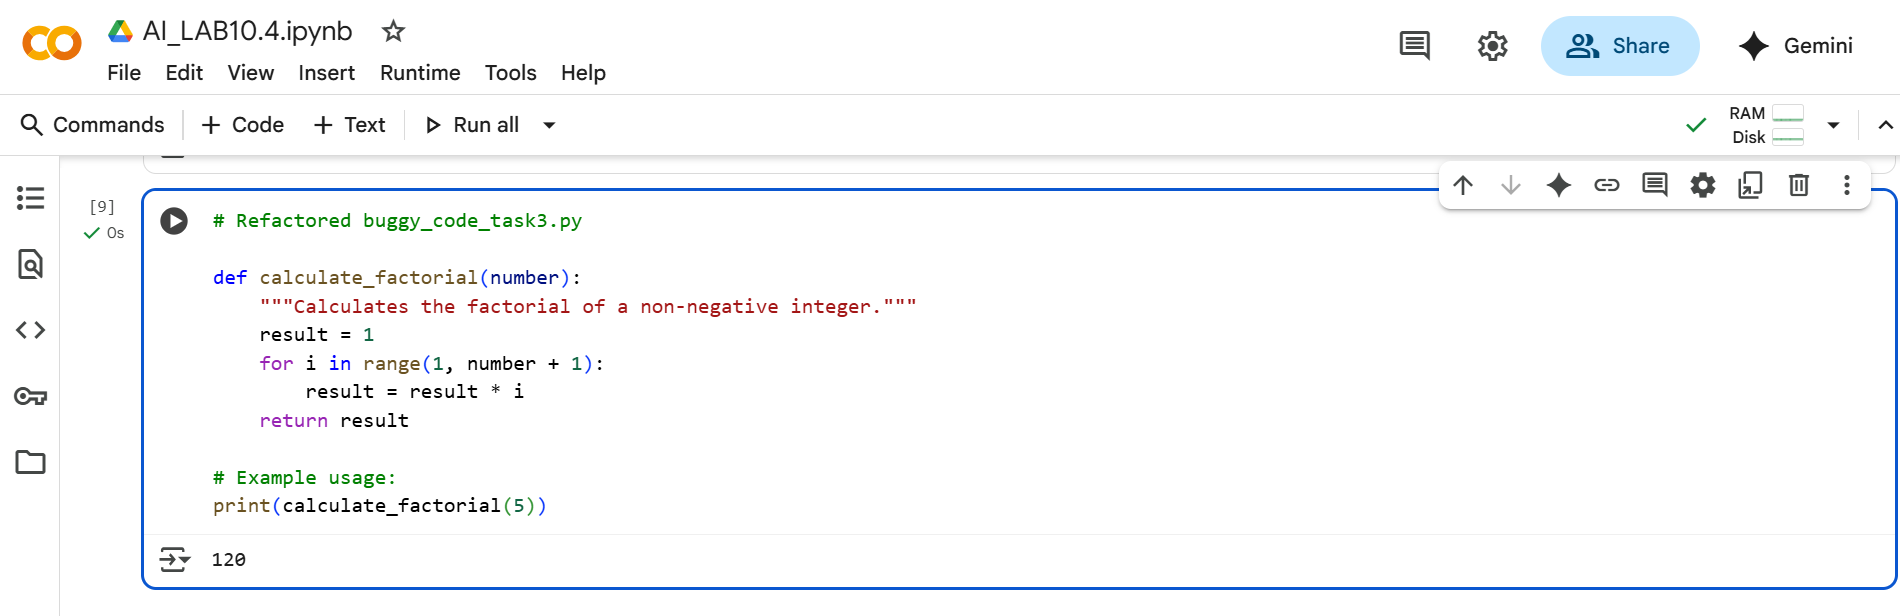 AI_LAB10.4.ipynb
File Edit View Insert Runtime Tools Help
Share
Gemini
Commands
+ Code + Text
Run all
RAM
Disk
[9]
0s
# Refactored buggy_code_task3.py
def calculate_factorial(number):
    """Calculates the factorial of a non-negative integer."""
    result = 1
    for i in range(1, number + 1):
        result = result * i
    return result
# Example usage:
print(calculate_factorial(5))
120